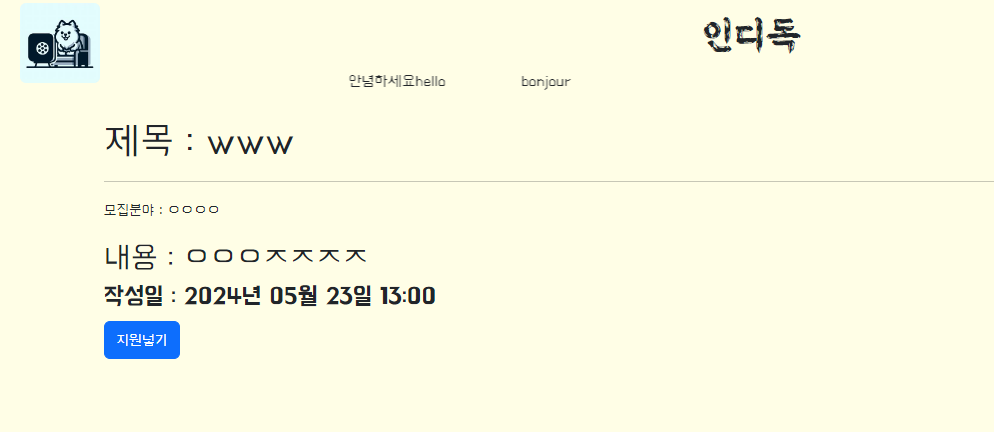 인디독
안녕하세요hello bonjour
제목 : www
모집분야 : ㅇㅇㅇㅇ
내용 : ㅇㅇㅇㅈㅈㅈㅈ
작성일 : 2024년 05월 23일 13:00
지원넣기